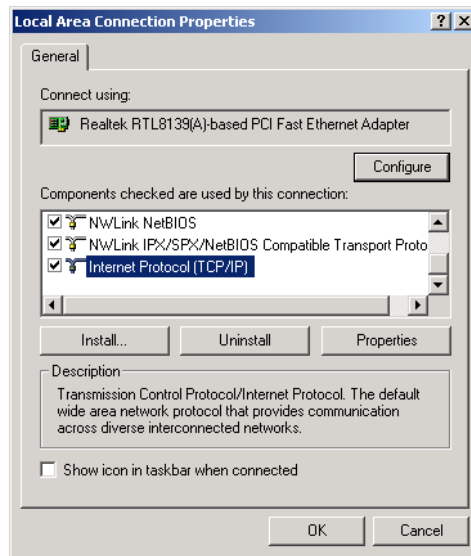 Local Area Connection Properties
General
Connect using:
Realtek RTL8139(A)-based PCI Fast Ethernet Adapter
Configure
Components checked are used by this connection:
NWLink NetBIOS
NWLink IPX/SPX/NetBIOS Compatible Transport Proto
Internet Protocol (TCP/IP)
Install... Uninstall Properties
Description
Transmission Control Protocol/Internet Protocol. The default
wide area network protocol that provides communication
across diverse interconnected networks.
Show icon in taskbar when connected
OK Cancel